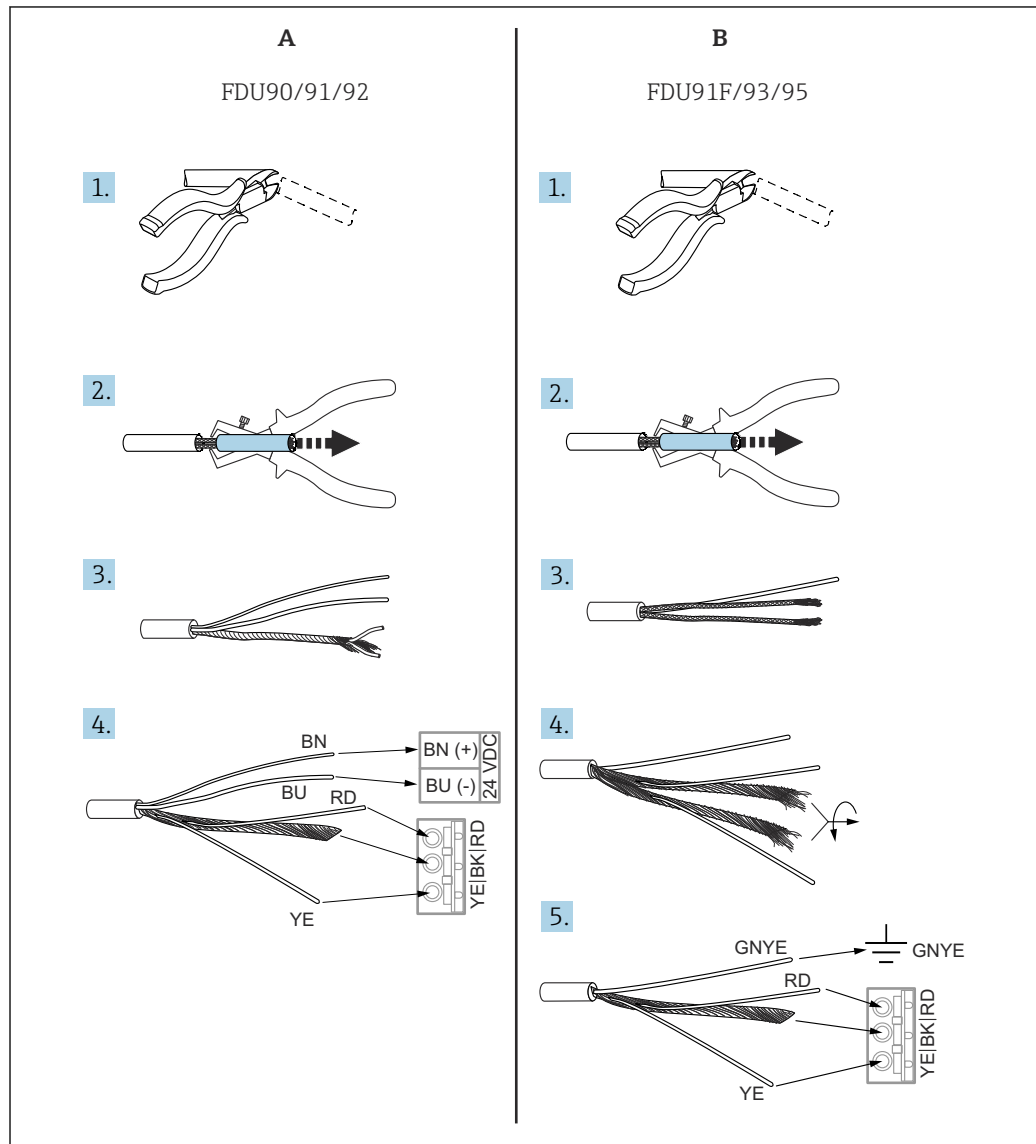 A
FDU90/91/92
1.
2.
3.
4.
BN
BU
RD
YE
BN (+)
BU (-)
24 VDC
YE|BK|RD
B
FDU91F/93/95
1.
2.
3.
4.
5.
GNYE
RD
YE
GNYE
YE|BK|RD